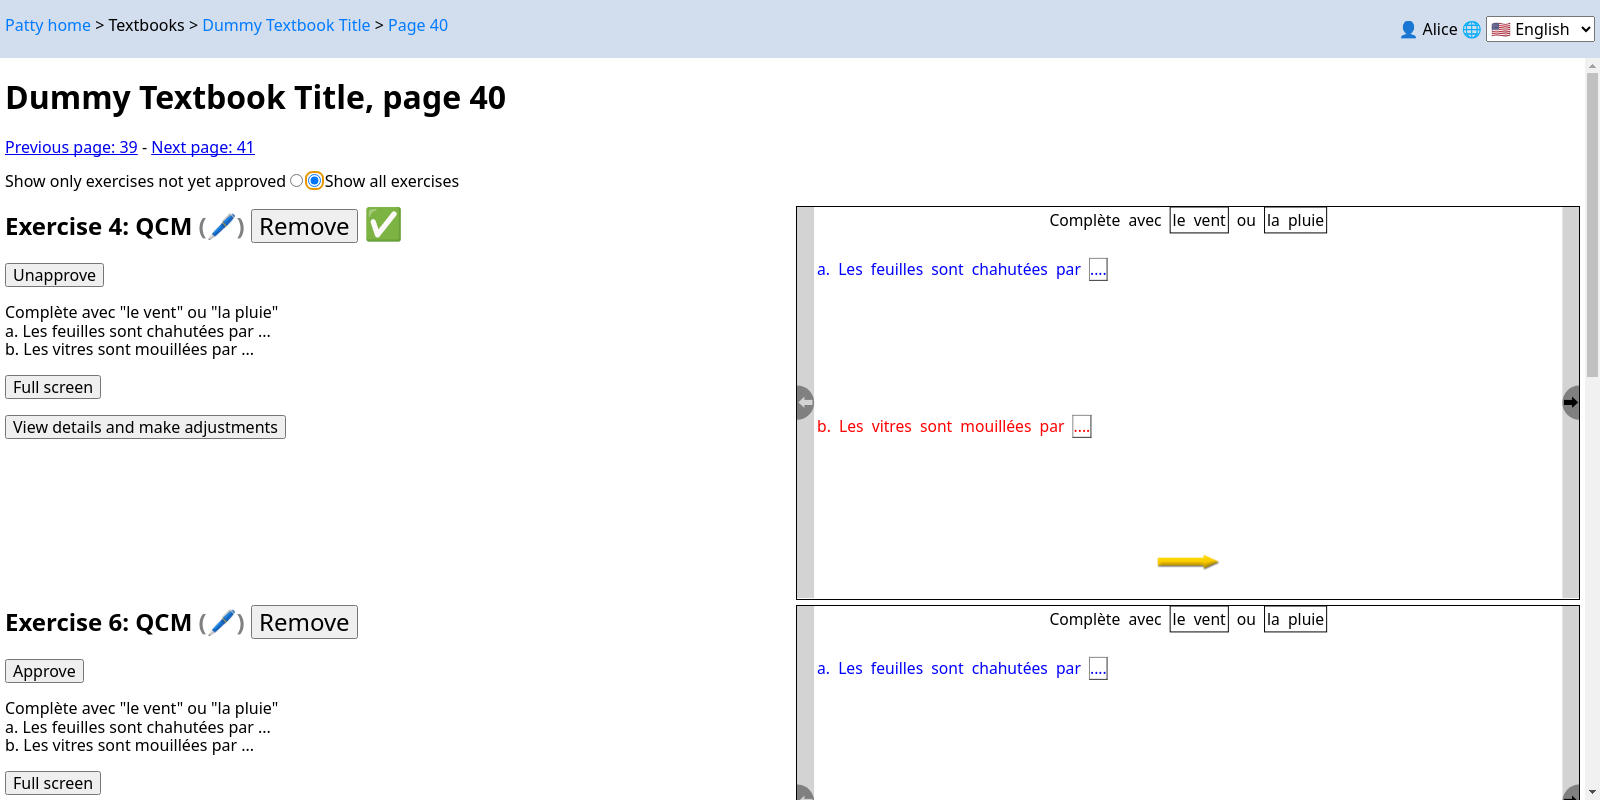 Patty home > Textbooks > Dummy Textbook Title > Page 40
Alice
English
Dummy Textbook Title, page 40
Previous page: 39 - Next page: 41
Show only exercises not yet approved Show all exercises
Exercise 4: QCM () Remove
Unapprove
Complète avec "le vent" ou "la pluie"
a. Les feuilles sont chahutées par ...
b. Les vitres sont mouillées par ...
Full screen
View details and make adjustments
Complète avec le vent ou la pluie
a. Les feuilles sont chahutées par ....
b. Les vitres sont mouillées par ....
Exercise 6: QCM () Remove
Approve
Complète avec "le vent" ou "la pluie"
a. Les feuilles sont chahutées par ...
b. Les vitres sont mouillées par ...
Full screen
Complète avec le vent ou la pluie
a. Les feuilles sont chahutées par ....